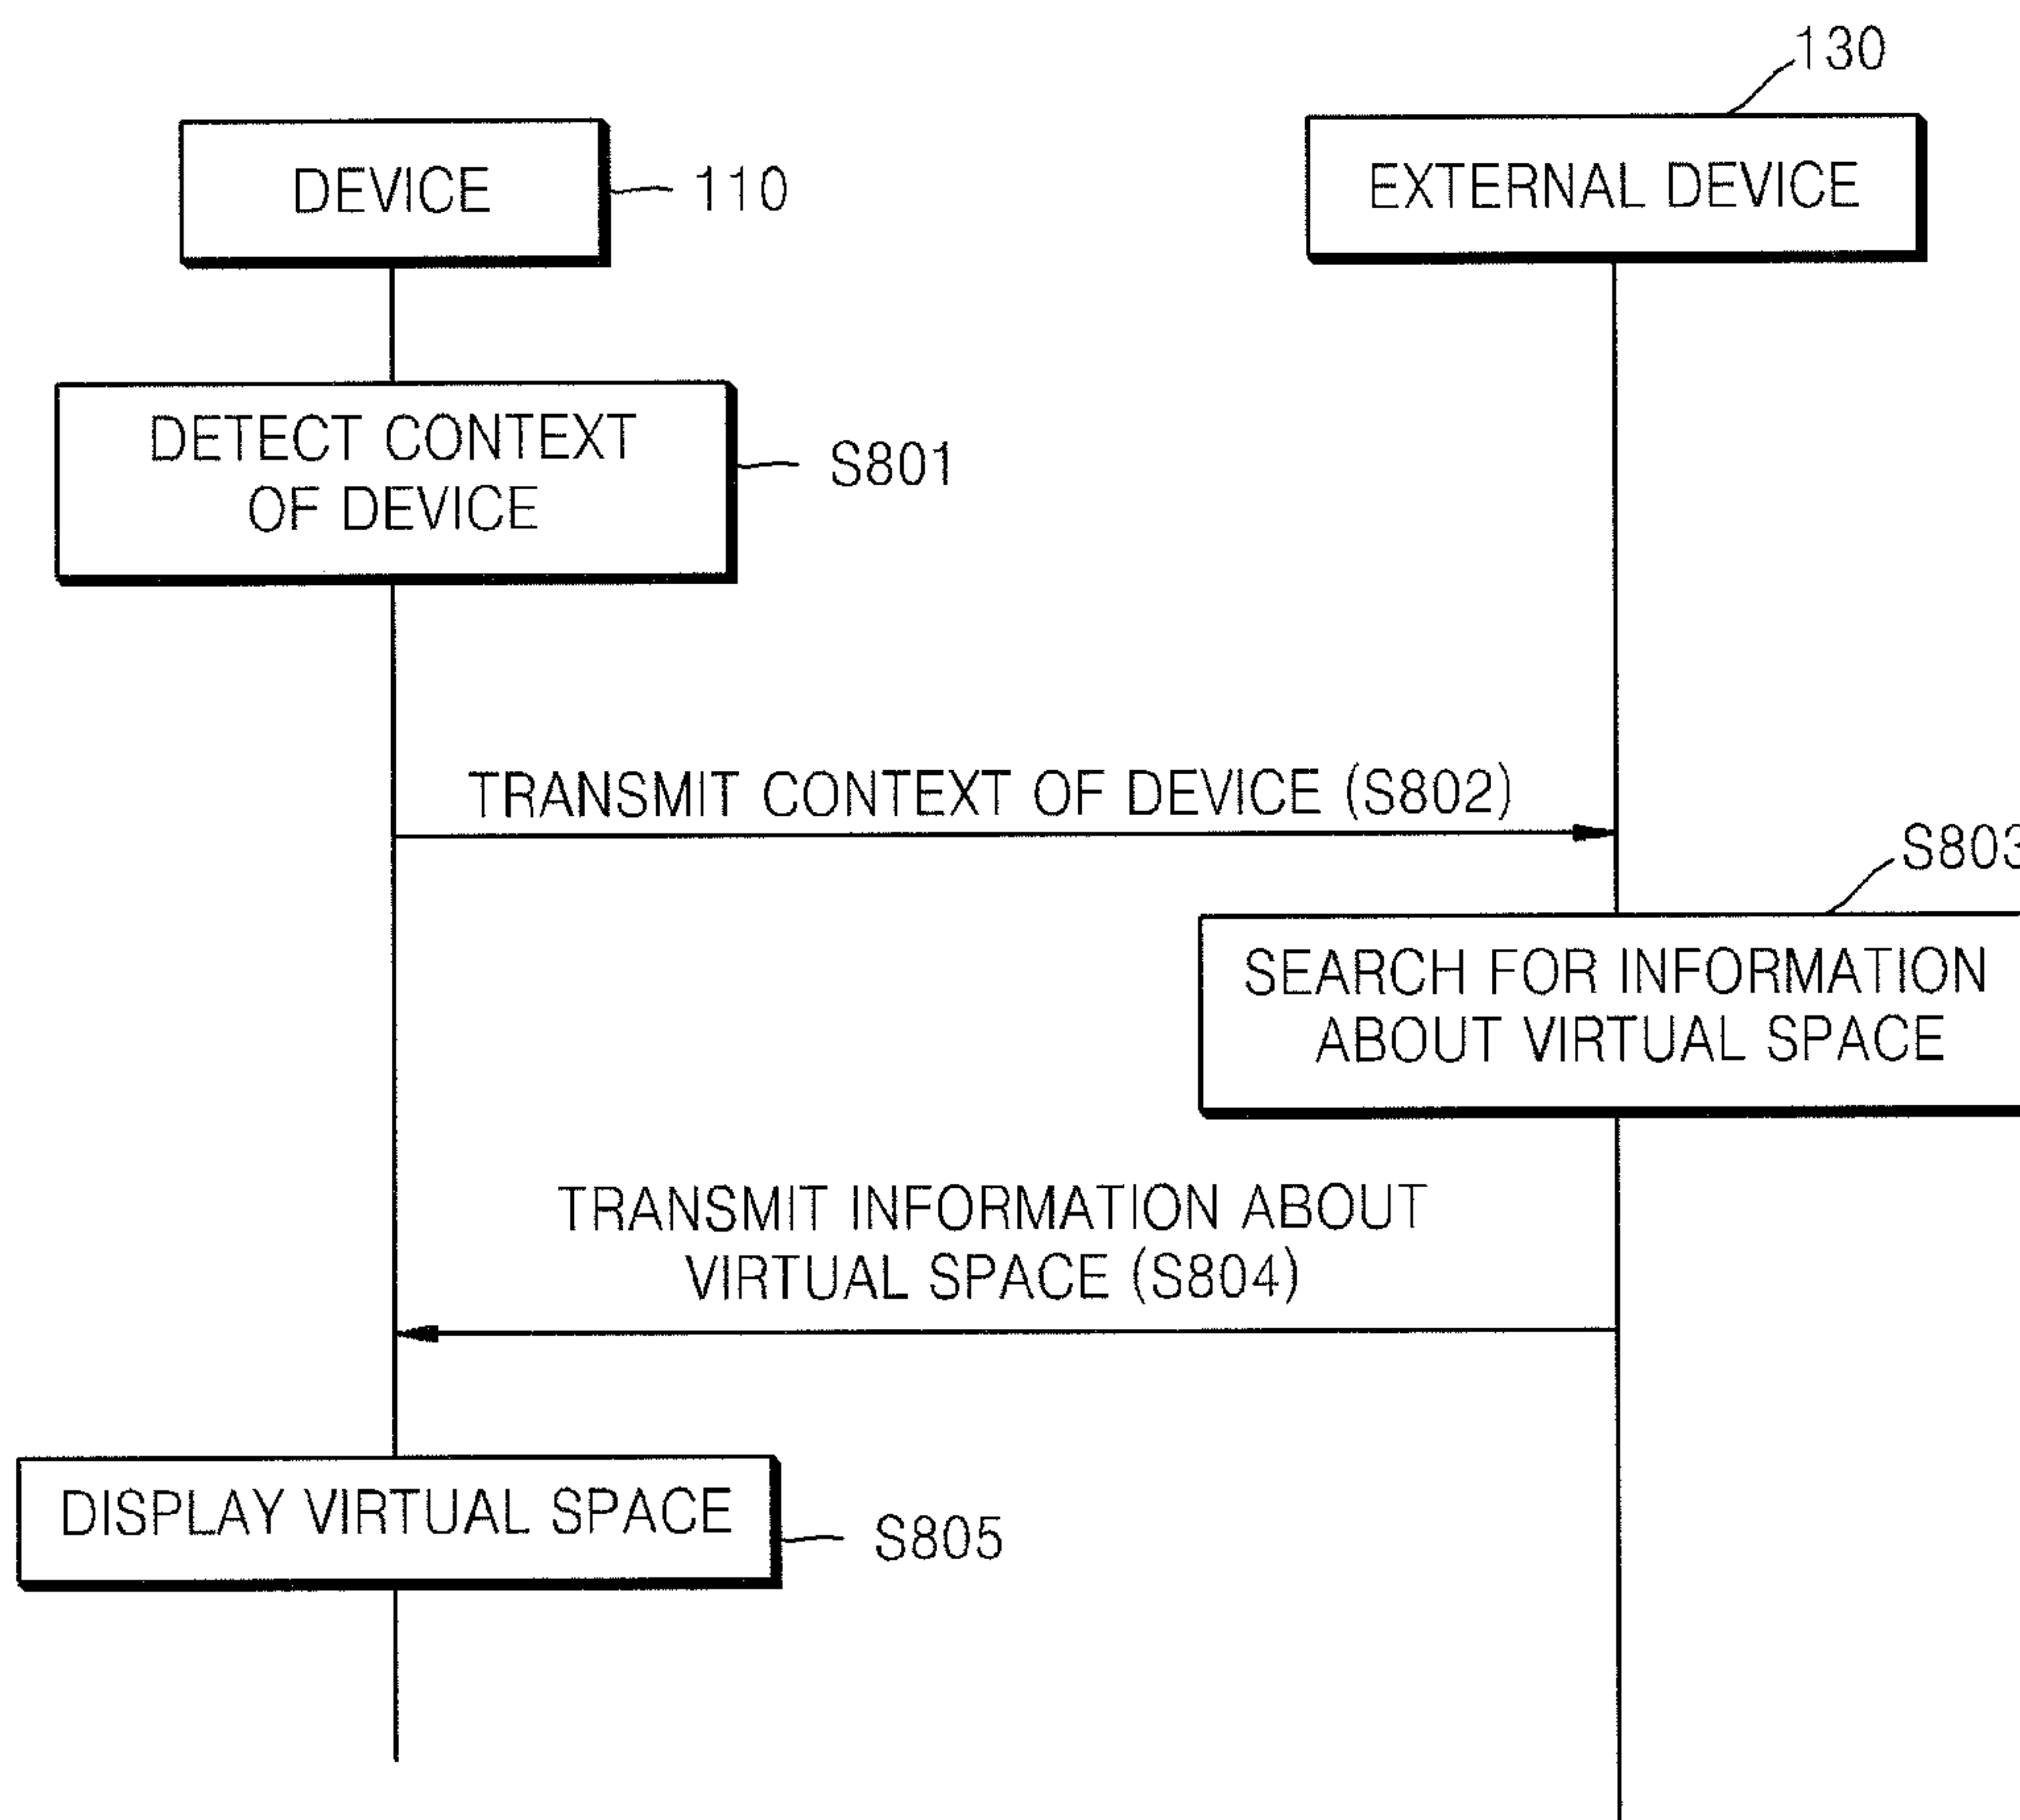 130
DEVICE
110
EXTERNAL DEVICE
DETECT CONTEXT
OF DEVICE
S801
TRANSMIT CONTEXT OF DEVICE (S802)
S803
SEARCH FOR INFORMATION
ABOUT VIRTUAL SPACE
TRANSMIT INFORMATION ABOUT
VIRTUAL SPACE (S804)
DISPLAY VIRTUAL SPACE
S805